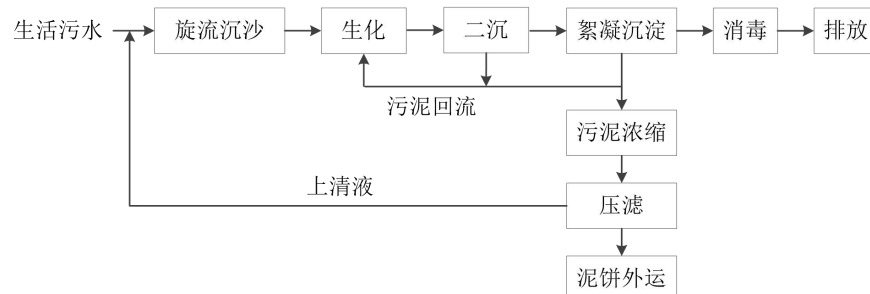 生活污水
旋流沉沙
生化
二沉
絮凝沉淀
消毒
排放
污泥回流
污泥浓缩
上清液
压滤
泥饼外运